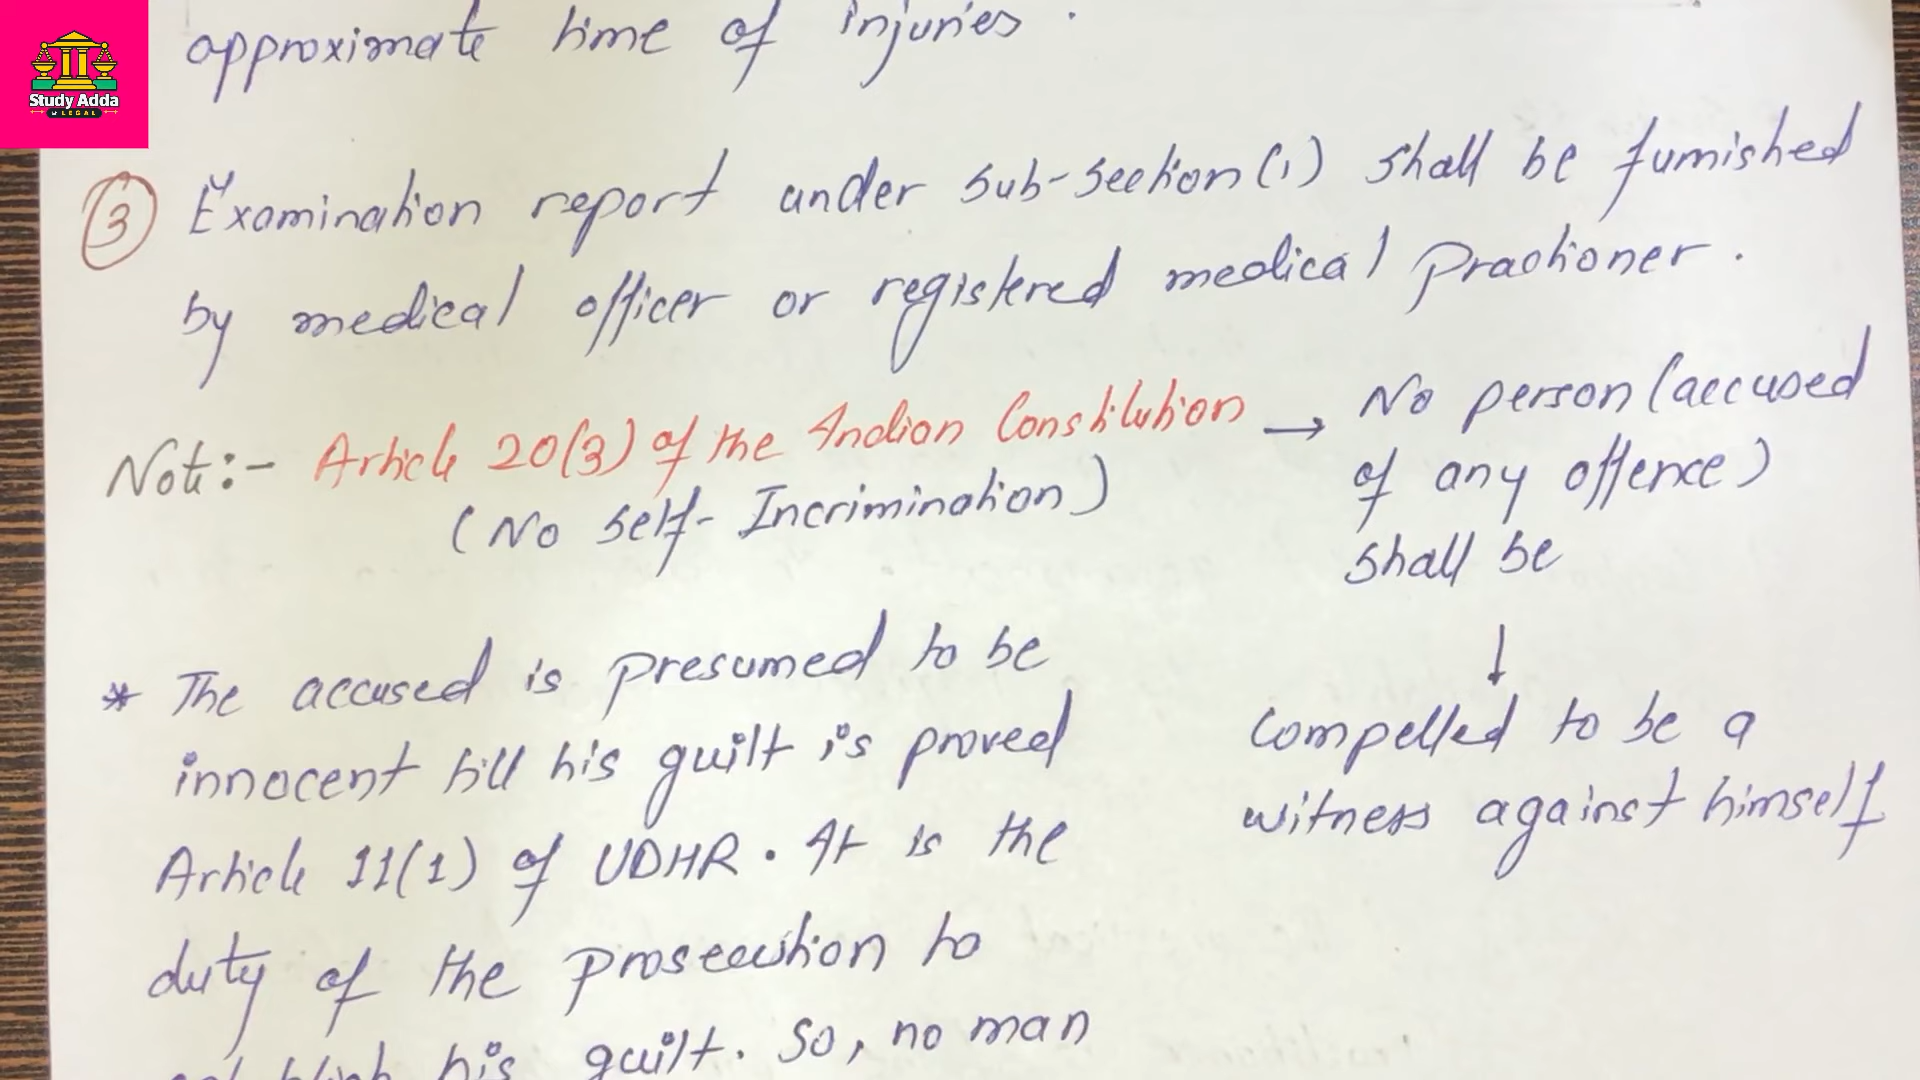 Study Adda
LEGAL
approximate time of injuries.
3 Examination report under sub-section (1) shall be furnished
by medical officer or registered medical Practioner.
Note:- Article 20(3) of the Indian Constitution → No person (accused
(No self-Incrimination)
of any offence)
shall be
↓
compelled to be a
witness against himself
* The accused is presumed to be
innocent till his guilt is proved
Article 11(1) of UDHR. It is the
duty of the prosecution to
establish his guilt. So, no man